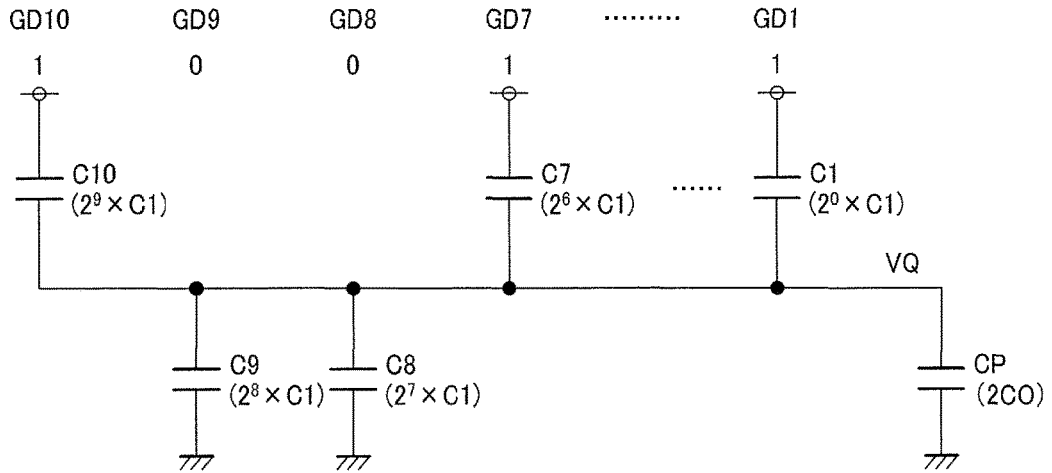 GD10 GD9 GD8 GD7 ········· GD1
1 0 0 1 1
C10
(2⁹×C1)
C7
(2⁶×C1)
······
C1
(2⁰×C1)
VQ
C9
(2⁸×C1)
C8
(2⁷×C1)
CP
(2CO)